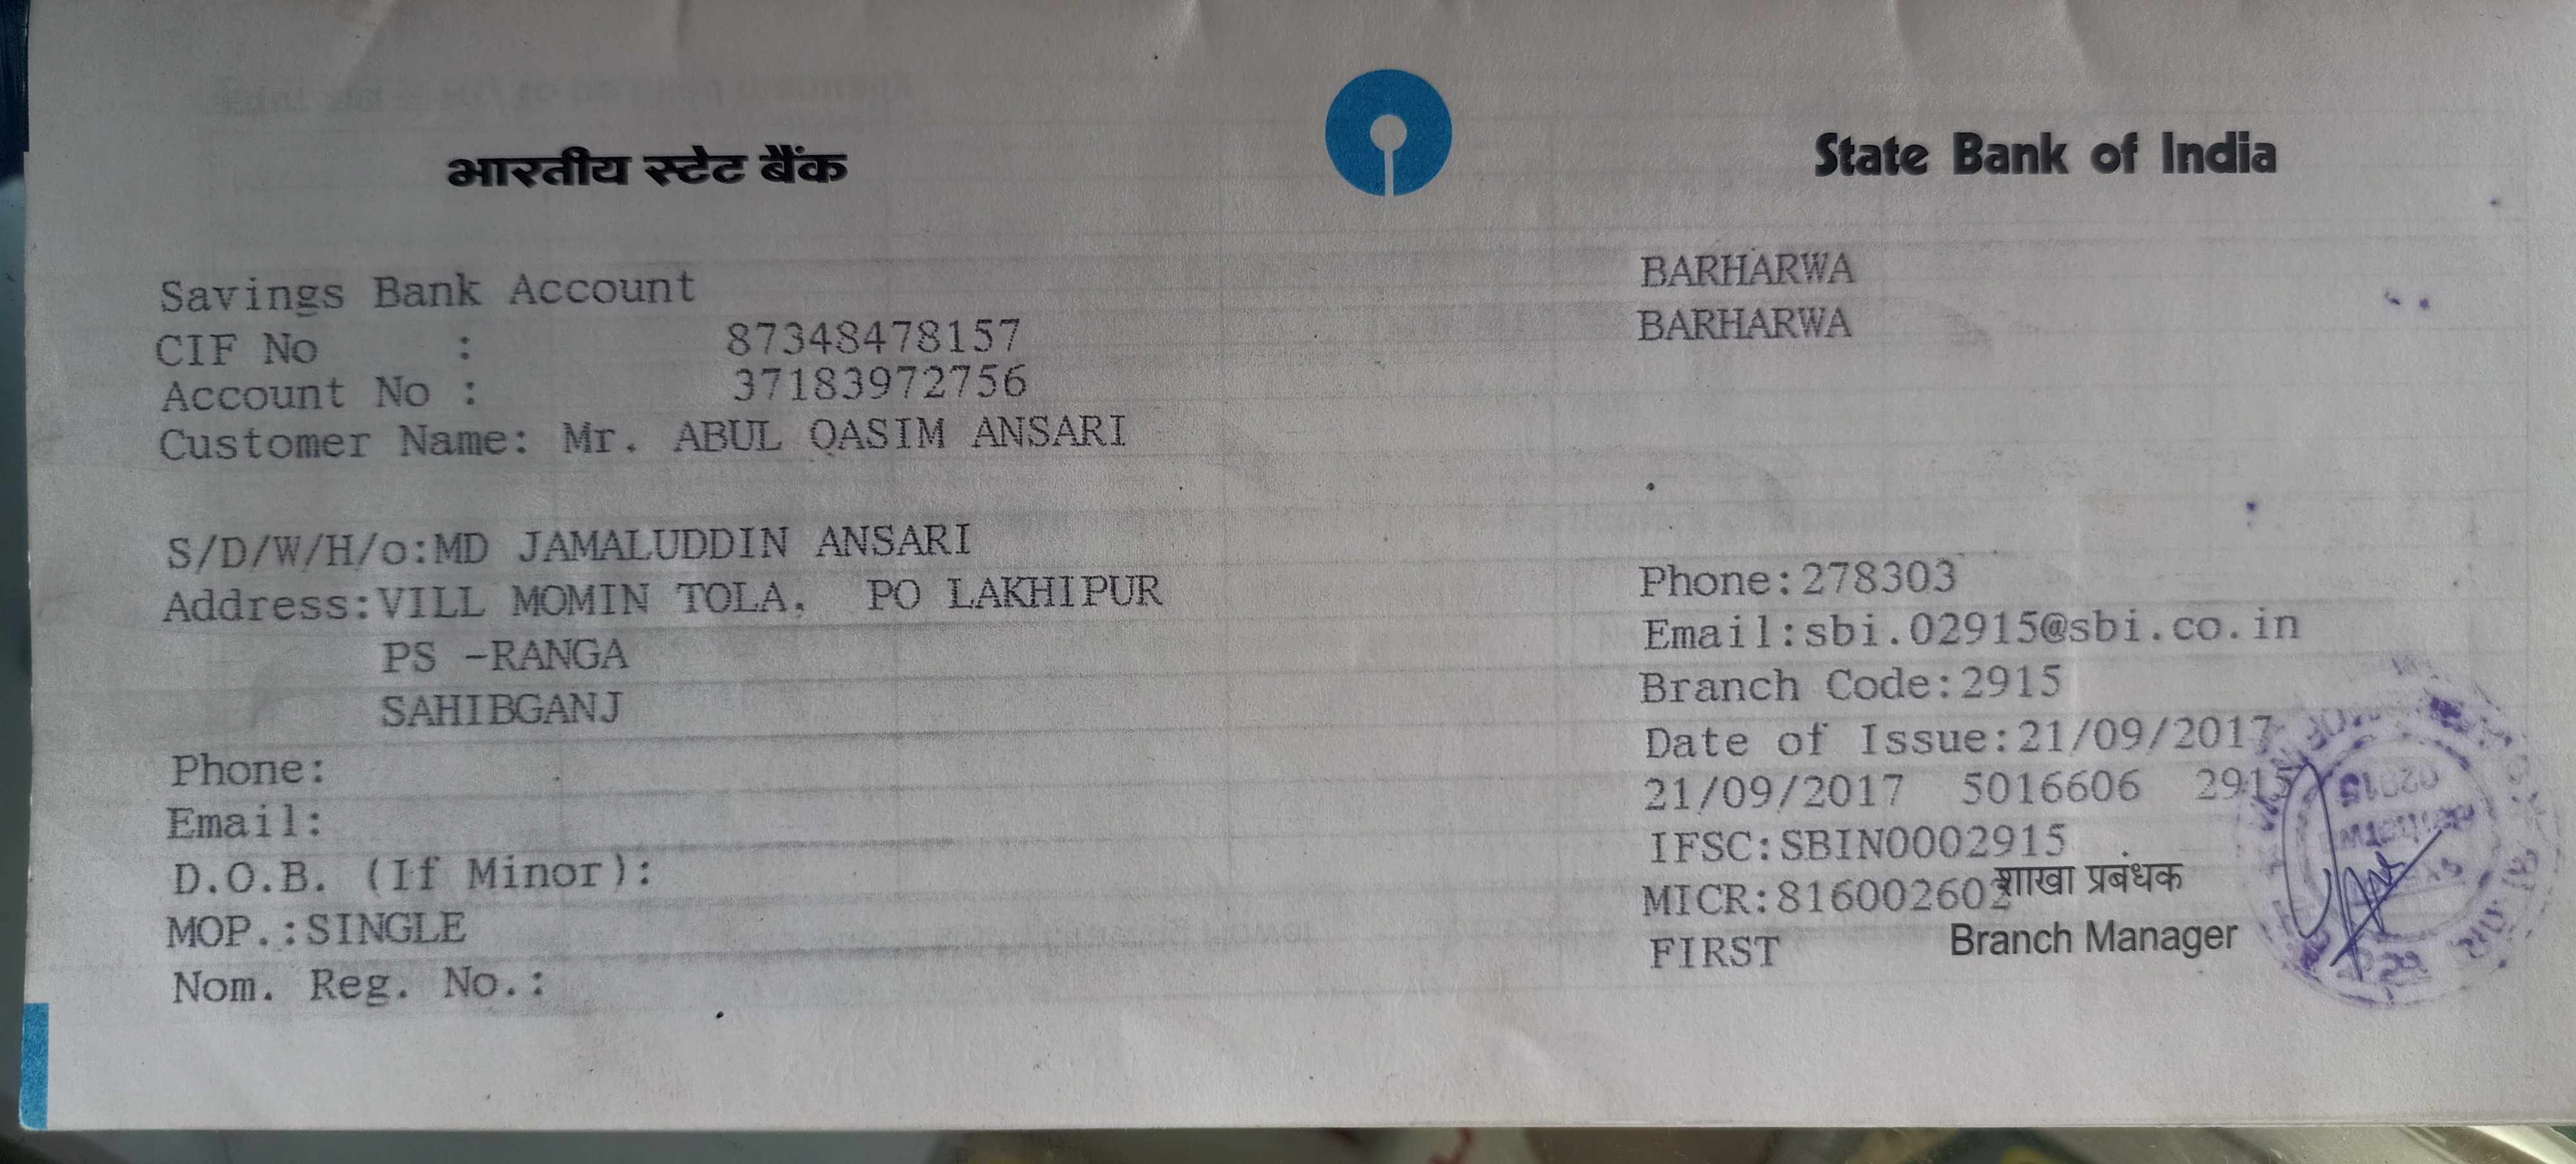 भारतीय स्टेट बैंक
State Bank of India
Savings Bank Account
CIF No : 87348478157
Account No : 37183972756
Customer Name: Mr. ABUL QASIM ANSARI
S/D/W/H/o:MD JAMALUDDIN ANSARI
Address:VILL MOMIN TOLA, PO LAKHIPUR
PS -RANGA
SAHIBGANJ
Phone:
Email:
D.O.B. (If Minor):
MOP.:SINGLE
Nom. Reg. No.:
BARHARWA
BARHARWA
Phone:278303
Email:sbi.02915@sbi.co.in
Branch Code:2915
Date of Issue:21/09/2017
21/09/2017 5016606 2915
IFSC:SBIN0002915
MICR:816002602
शाखा प्रबंधक
FIRST
Branch Manager
02915